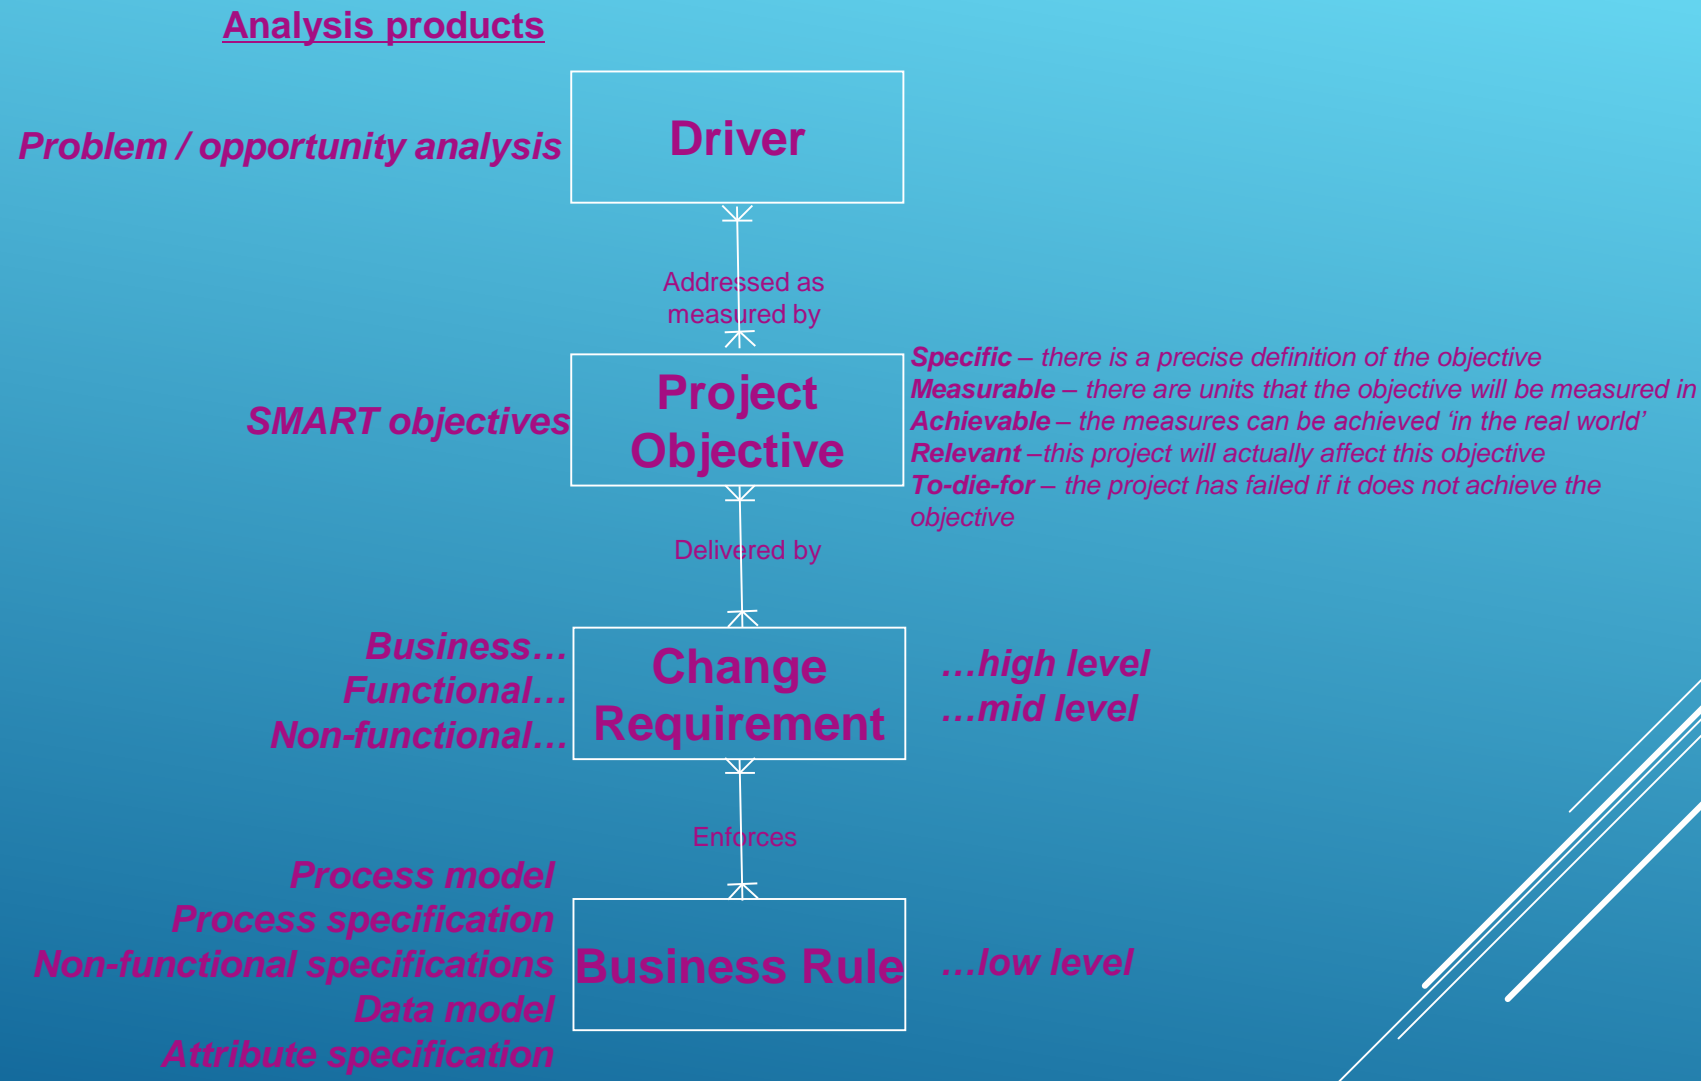 Analysis products
Problem / opportunity analysis
Driver
Addressed as
measured by
SMART objectives
Project
Objective
Specific – there is a precise definition of the objective
Measurable – there are units that the objective will be measured in
Achievable – the measures can be achieved ‘in the real world’
Relevant –this project will actually affect this objective
To-die-for – the project has failed if it does not achieve the
objective
Delivered by
Business…
Functional…
Non-functional…
Change
Requirement
…high level
…mid level
Enforces
Process model
Process specification
Non-functional specifications
Data model
Attribute specification
Business Rule
…low level